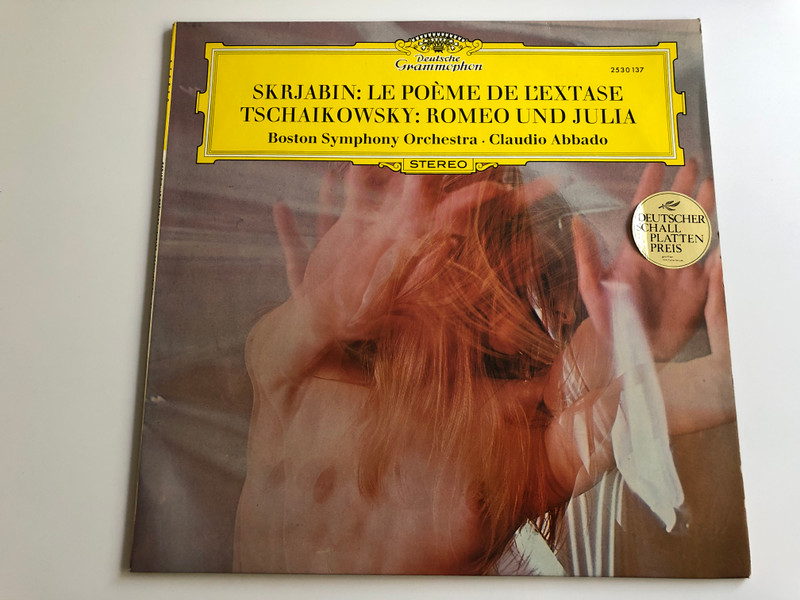 Deutsche
Grammophon
2530 137
SKRJABIN: LE POÈME DE L'EXTASE
TSCHAIKOWSKY: ROMEO UND JULIA
Boston Symphony Orchestra · Claudio Abbado
STEREO
DEUTSCHER
SCHALL
PLATTEN
PREIS